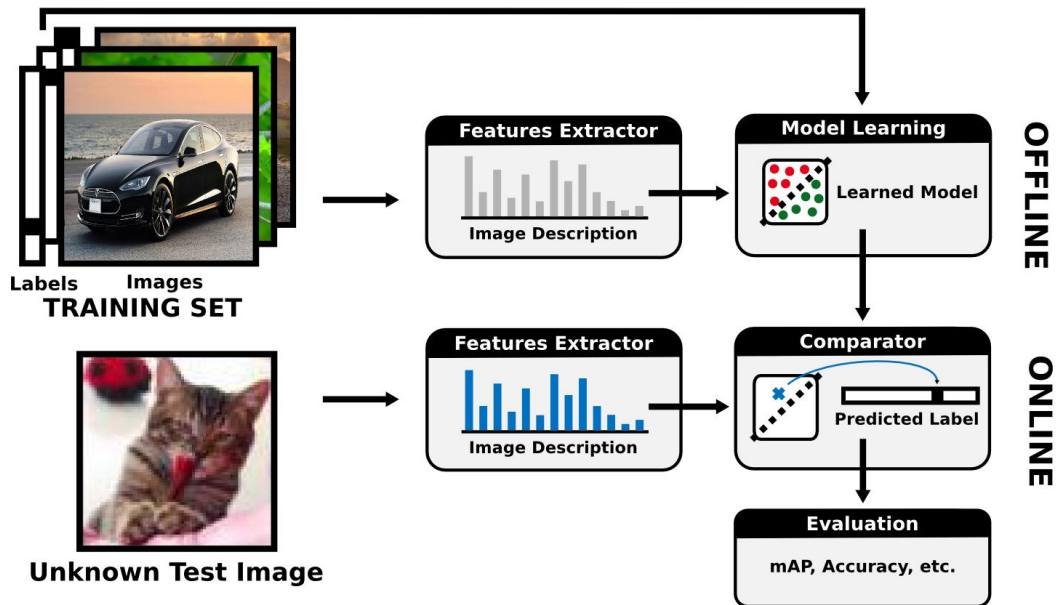 Features Extractor
Image Description
Model Learning
Learned Model
OFFLINE
Labels
Images
TRAINING SET
Features Extractor
Image Description
Comparator
Predicted Label
ONLINE
Unknown Test Image
Evaluation
mAP, Accuracy, etc.